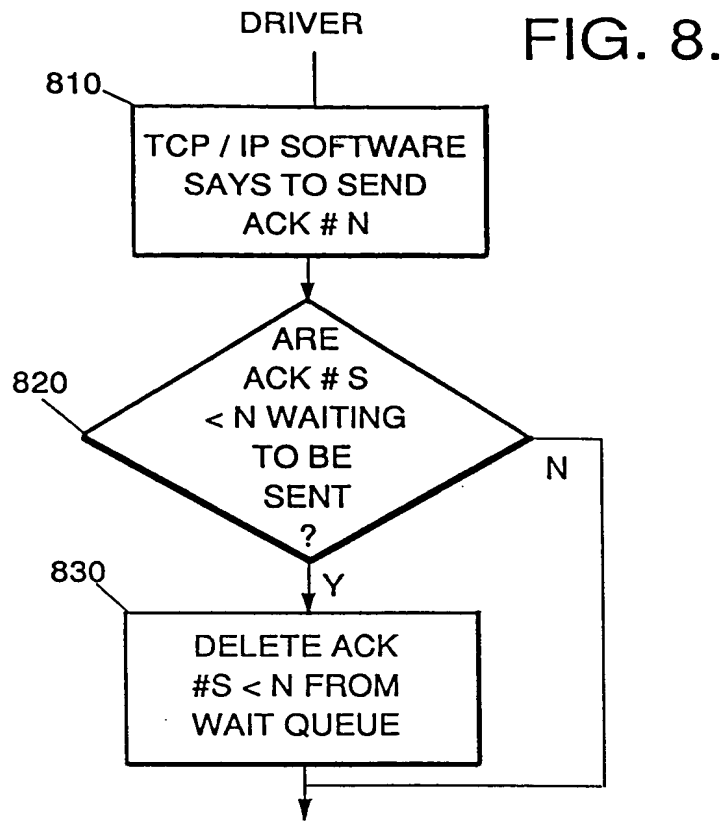 DRIVER
FIG. 8.
810
TCP / IP SOFTWARE
SAYS TO SEND
ACK # N
820
ARE
ACK # S
< N WAITING
TO BE
SENT
?
N
Y
830
DELETE ACK
#S < N FROM
WAIT QUEUE